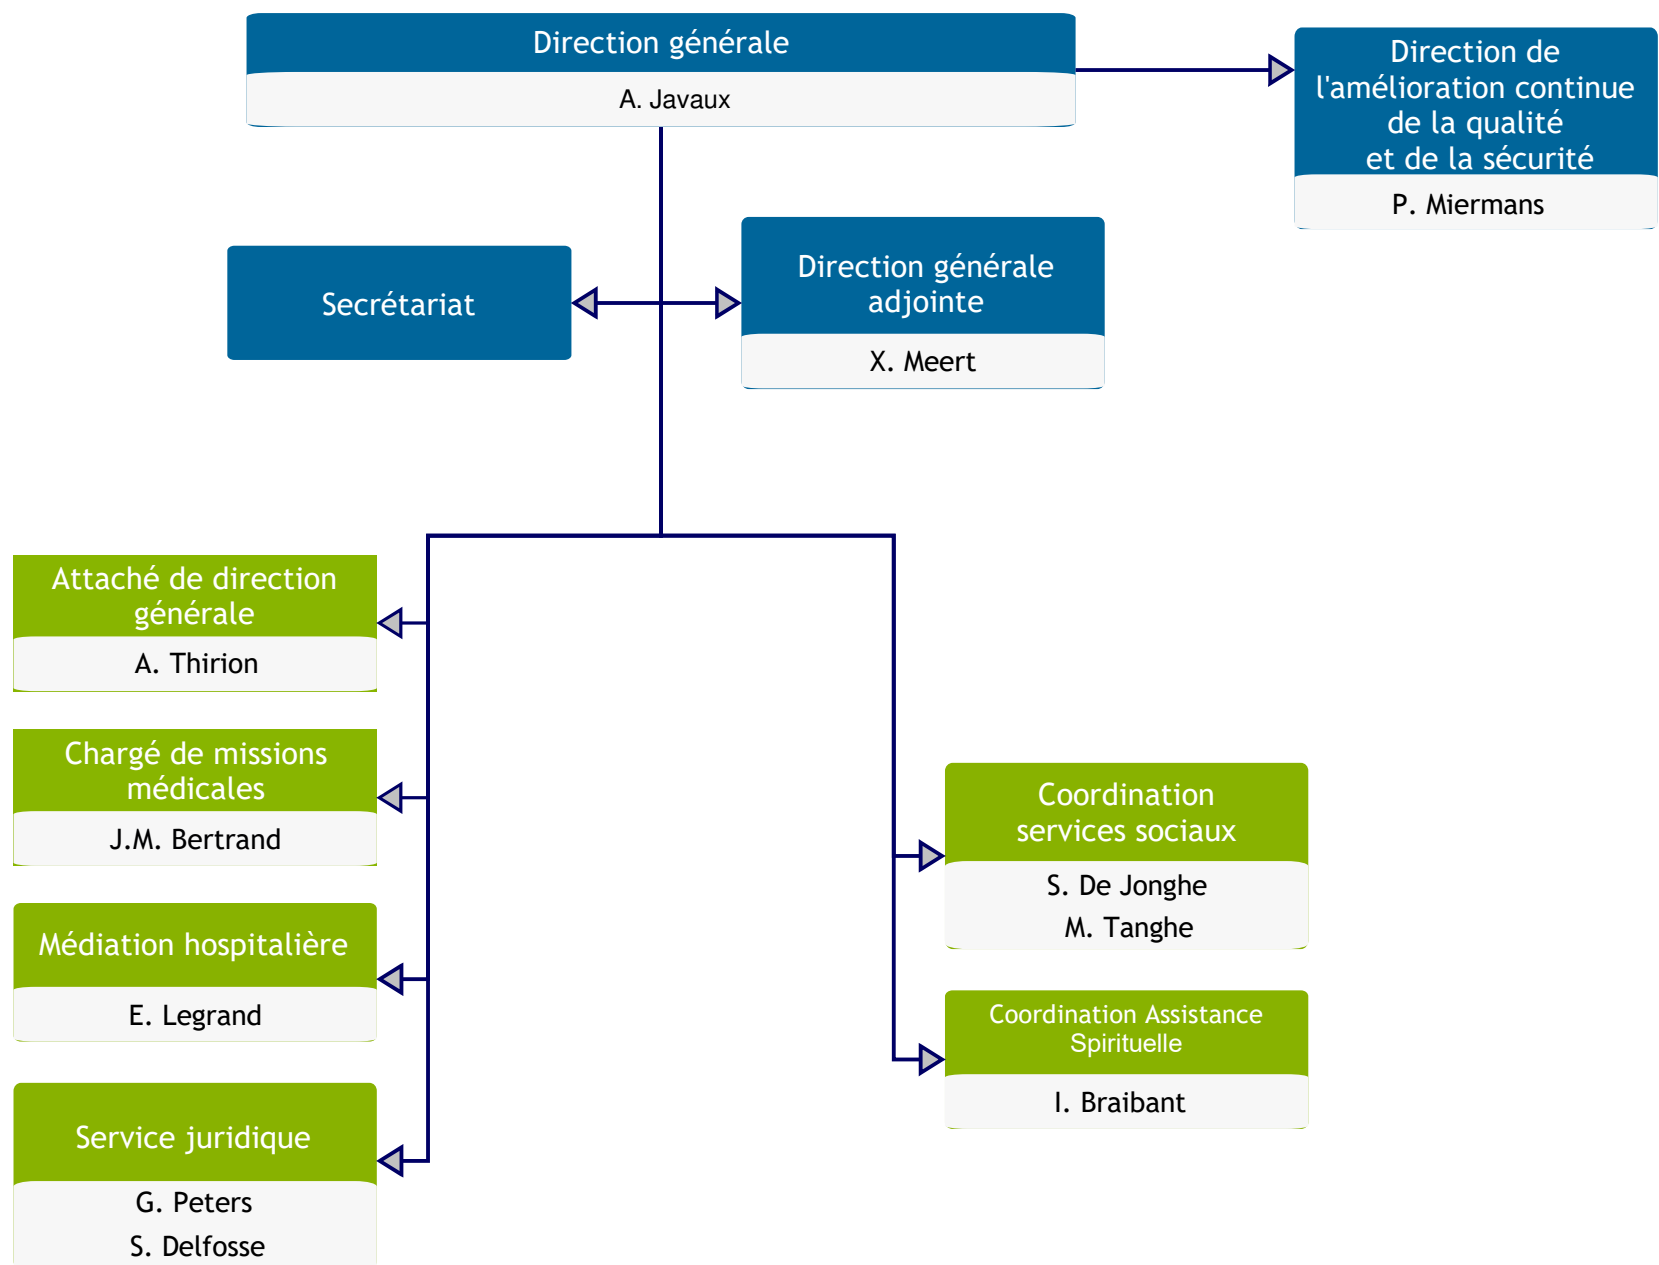 Direction générale
A. Javaux
Direction de
l'amélioration continue
de la qualité
et de la sécurité
P. Miermans
Secrétariat
Direction générale
adjointe
X. Meert
Attaché de direction
générale
A. Thirion
Chargé de missions
médicales
J.M. Bertrand
Médiation hospitalière
E. Legrand
Service juridique
G. Peters
S. Delfosse
Coordination
services sociaux
S. De Jonghe
M. Tanghe
Coordination Assistance
Spirituelle
I. Braibant